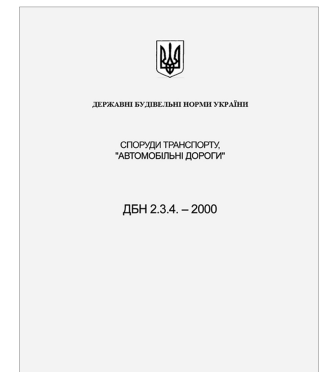 ДЕРЖАВНІ БУДІВЕЛЬНІ НОРМИ УКРАЇНИ
СПОРУДИ ТРАНСПОРТУ,
"АВТОМОБІЛЬНІ ДОРОГИ"
ДБН 2.3.4. – 2000